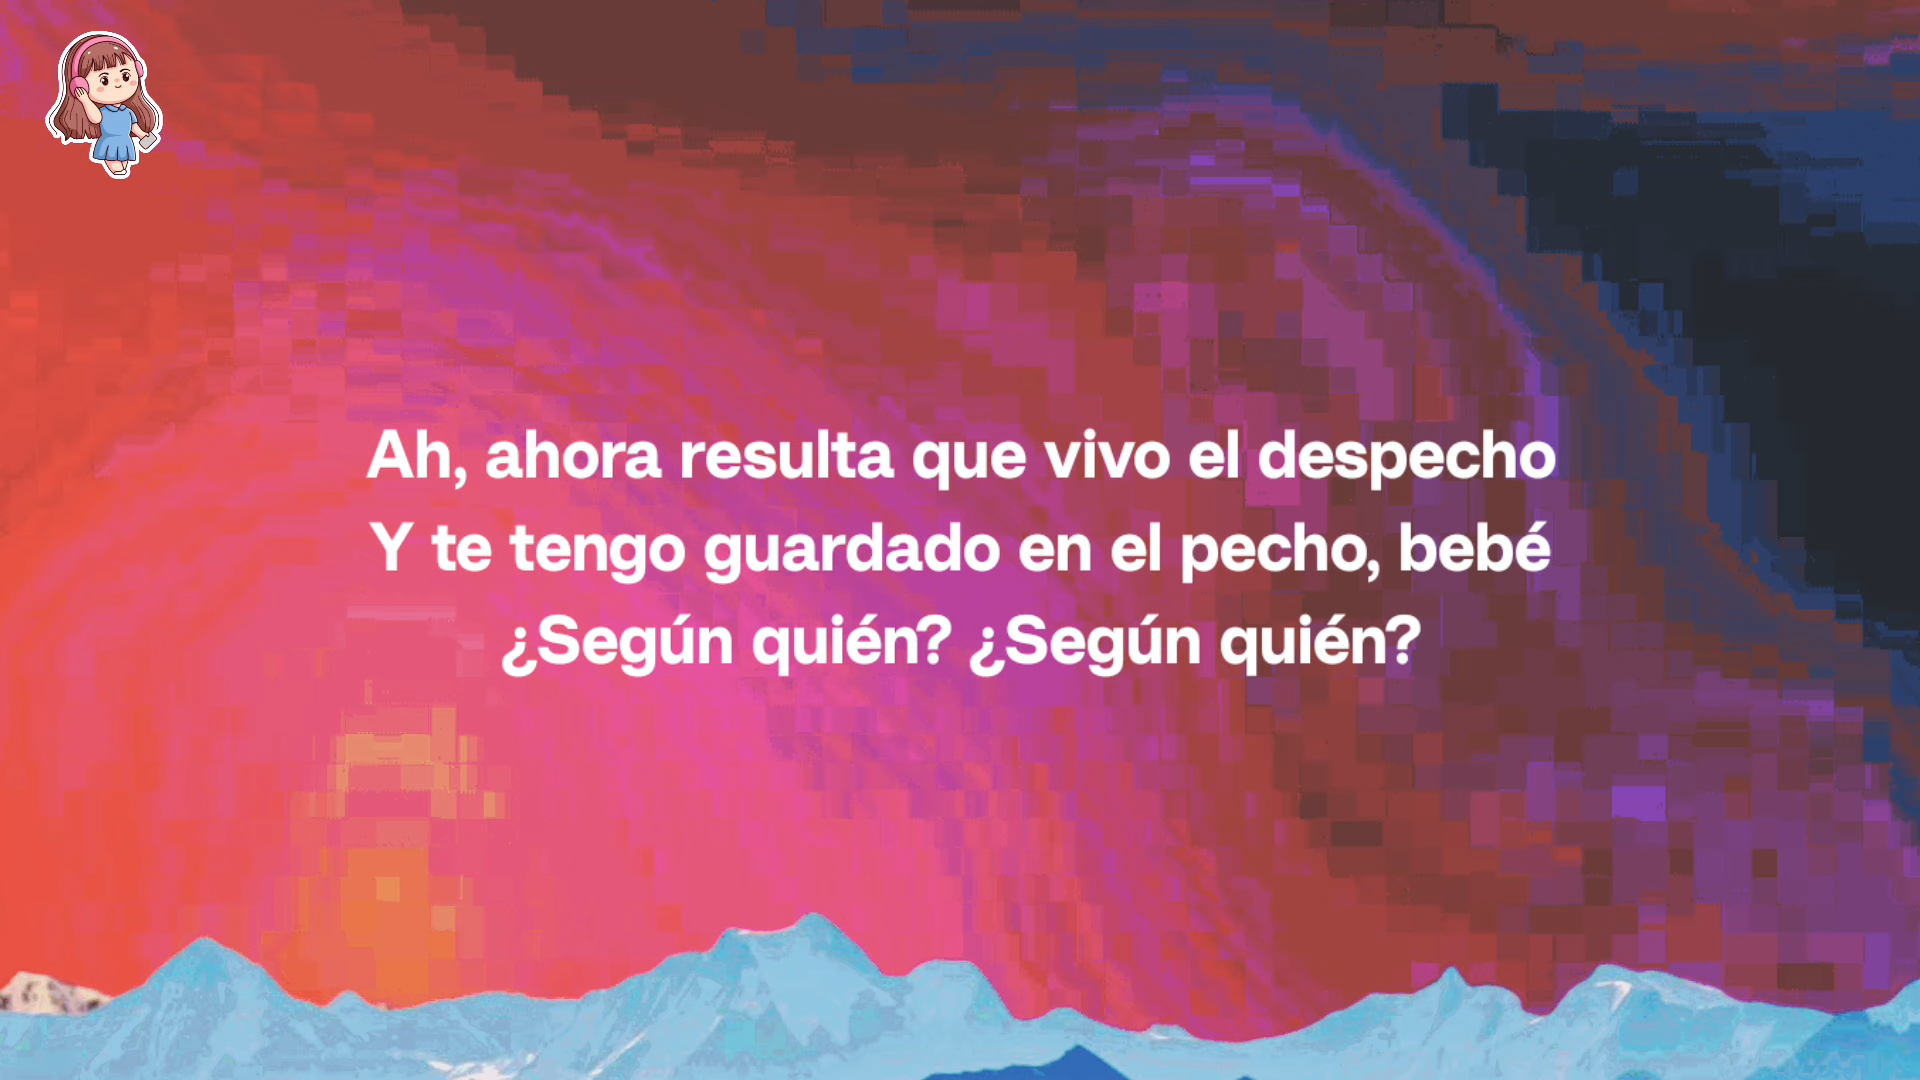 Ah, ahora resulta que vivo el despecho
Y te tengo guardado en el pecho, bebé
¿Según quién? ¿Según quién?